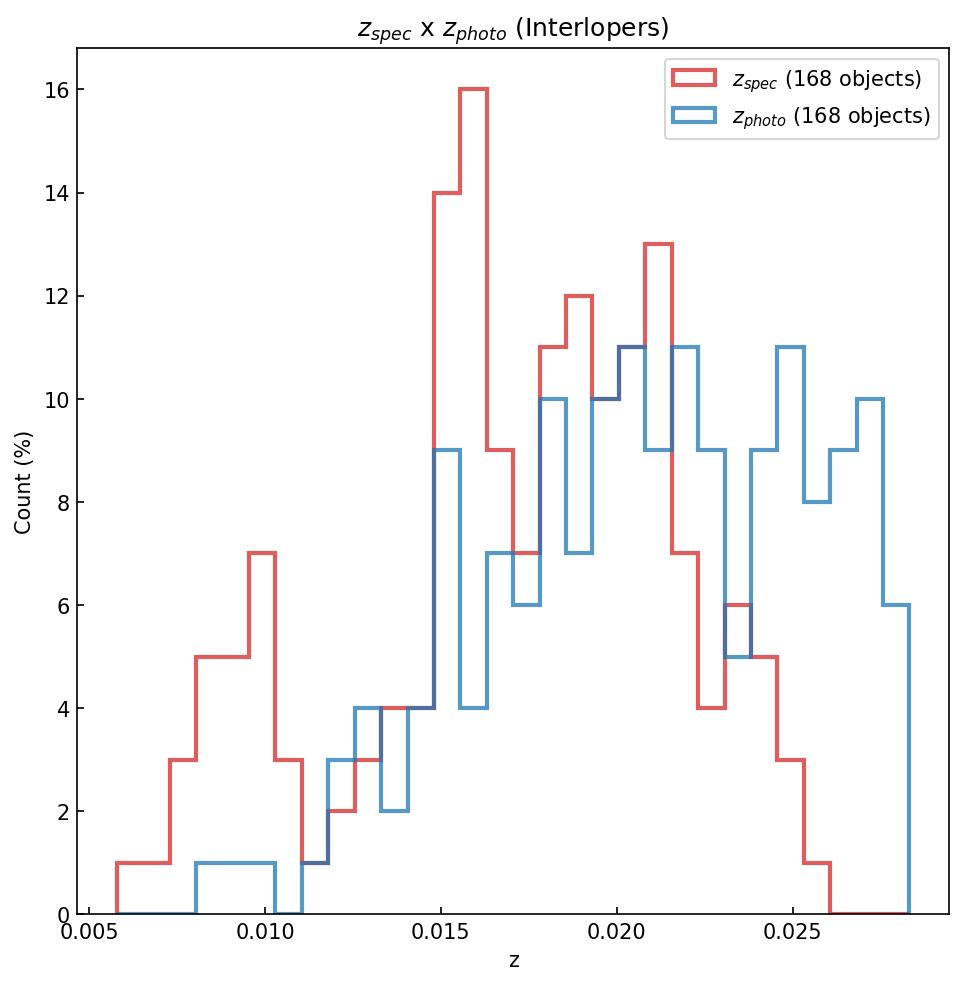 z_spec x z_photo (Interlopers)
z_spec (168 objects)
z_photo (168 objects)
Count (%)
16
14
12
10
8
6
4
2
0
0.005 0.010 0.015 0.020 0.025
z